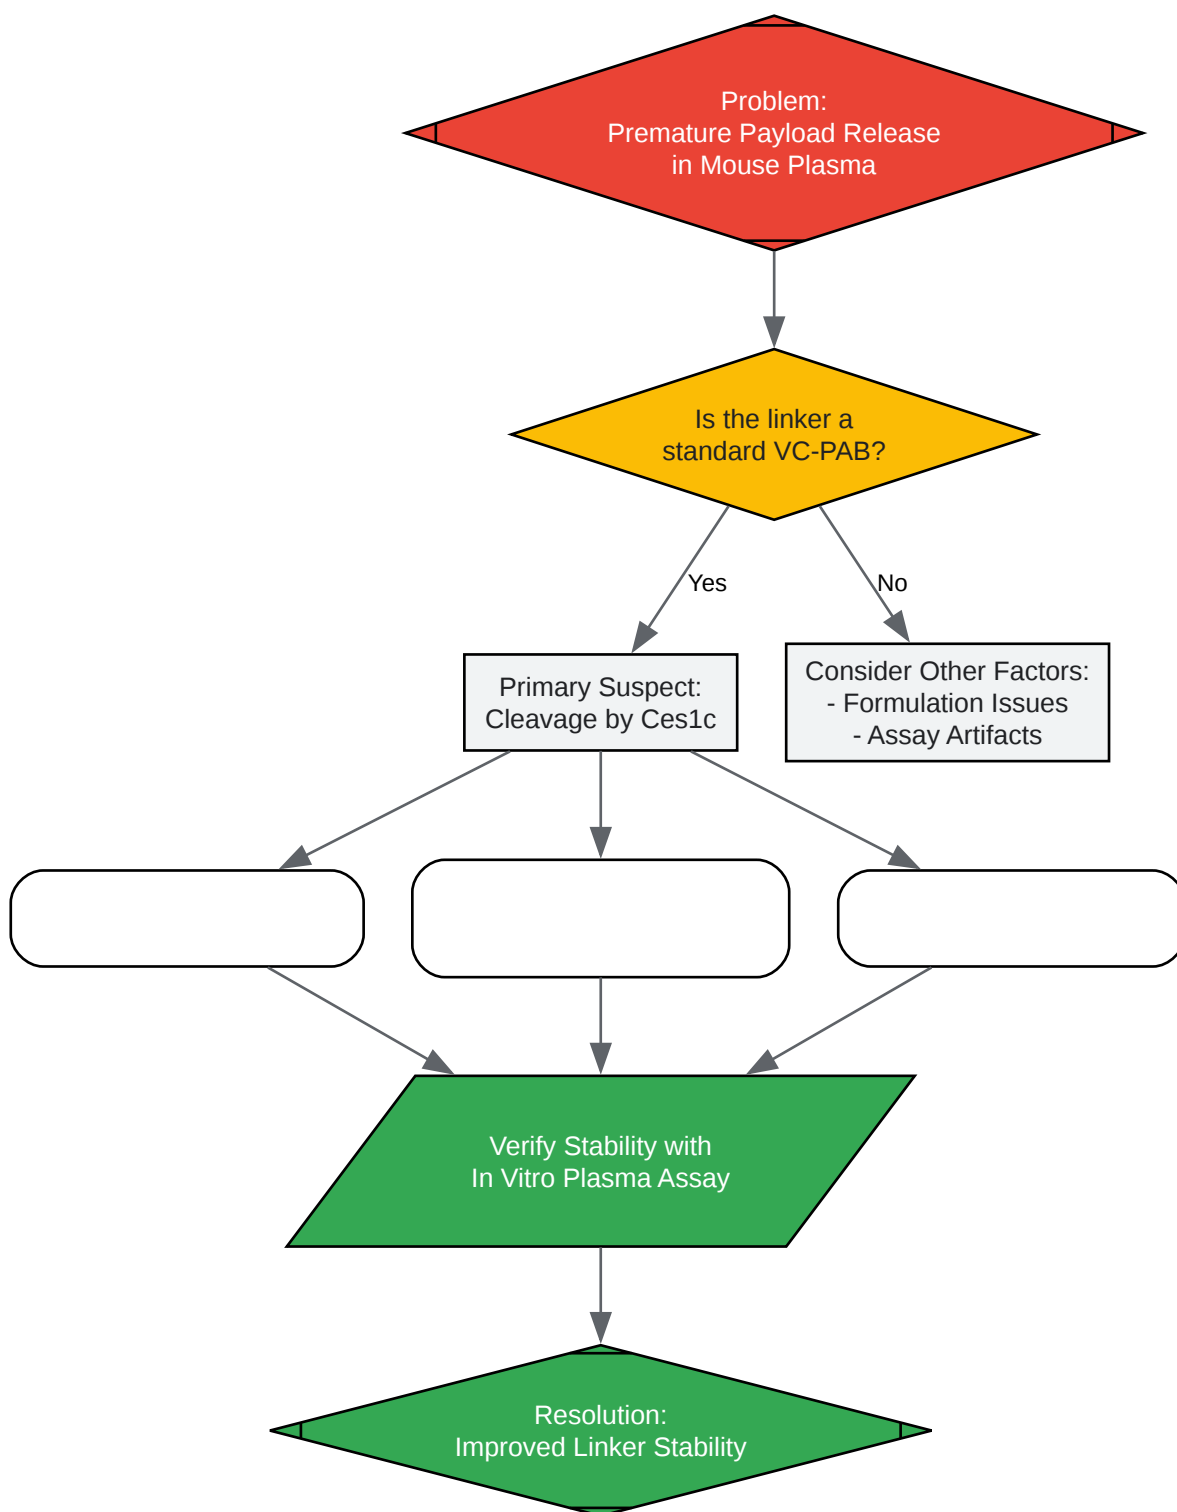 Problem:
Premature Payload Release
in Mouse Plasma
Is the linker a
standard VC-PAB?
Yes
No
Primary Suspect:
Cleavage by Ces1c
Consider Other Factors:
- Formulation Issues
- Assay Artifacts
Verify Stability with
In Vitro Plasma Assay
Resolution:
Improved Linker Stability